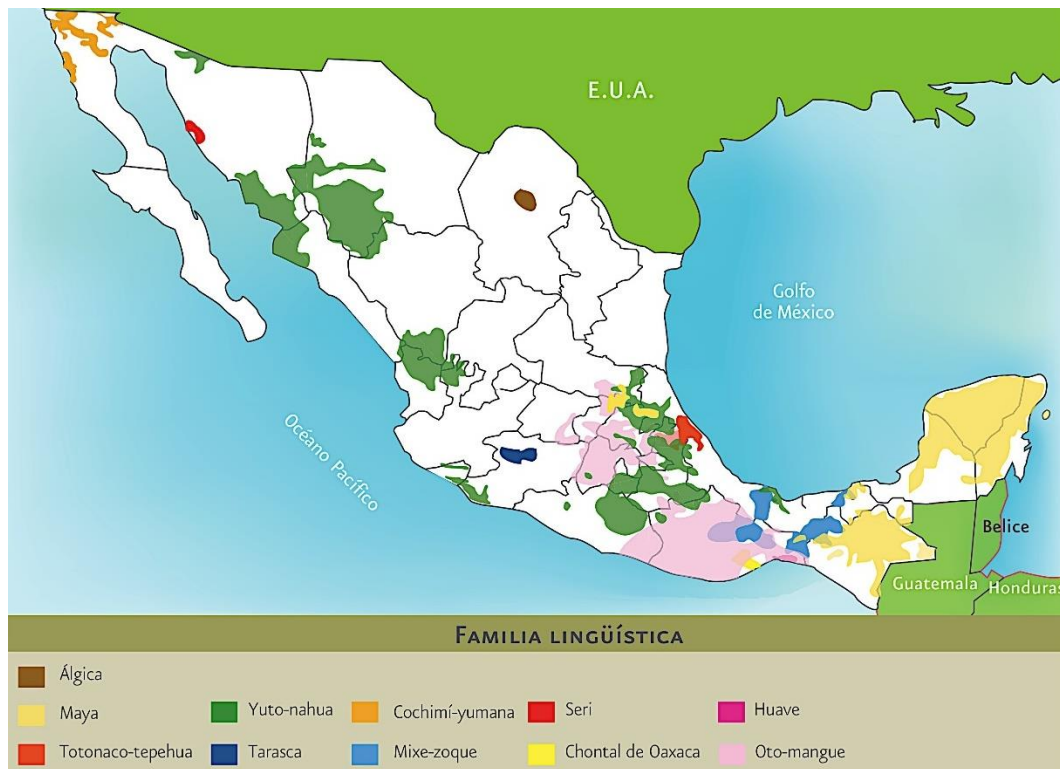 E.U.A.
Golfo
de México
Océano Pacífico
Belice
Guatemala
Honduras
FAMILIA LINGÜÍSTICA
Álgica
Maya
Yuto-nahua
Cochimí-yumana
Seri
Huave
Totonaco-tepehua
Tarasca
Mixe-zoque
Chontal de Oaxaca
Oto-mangue